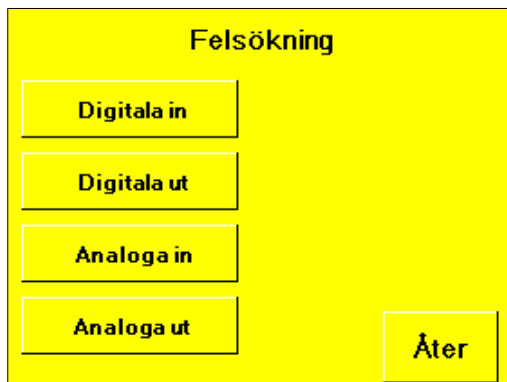 Felsökning
Digitala in
Digitala ut
Analoga in
Analoga ut
Åter